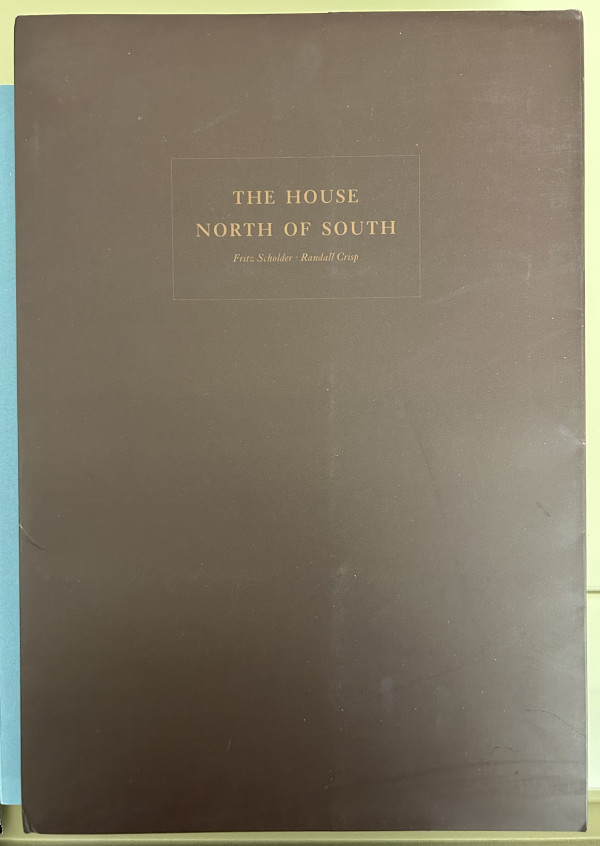 THE HOUSE
NORTH OF SOUTH
Fritz Scholder · Randall Crisp